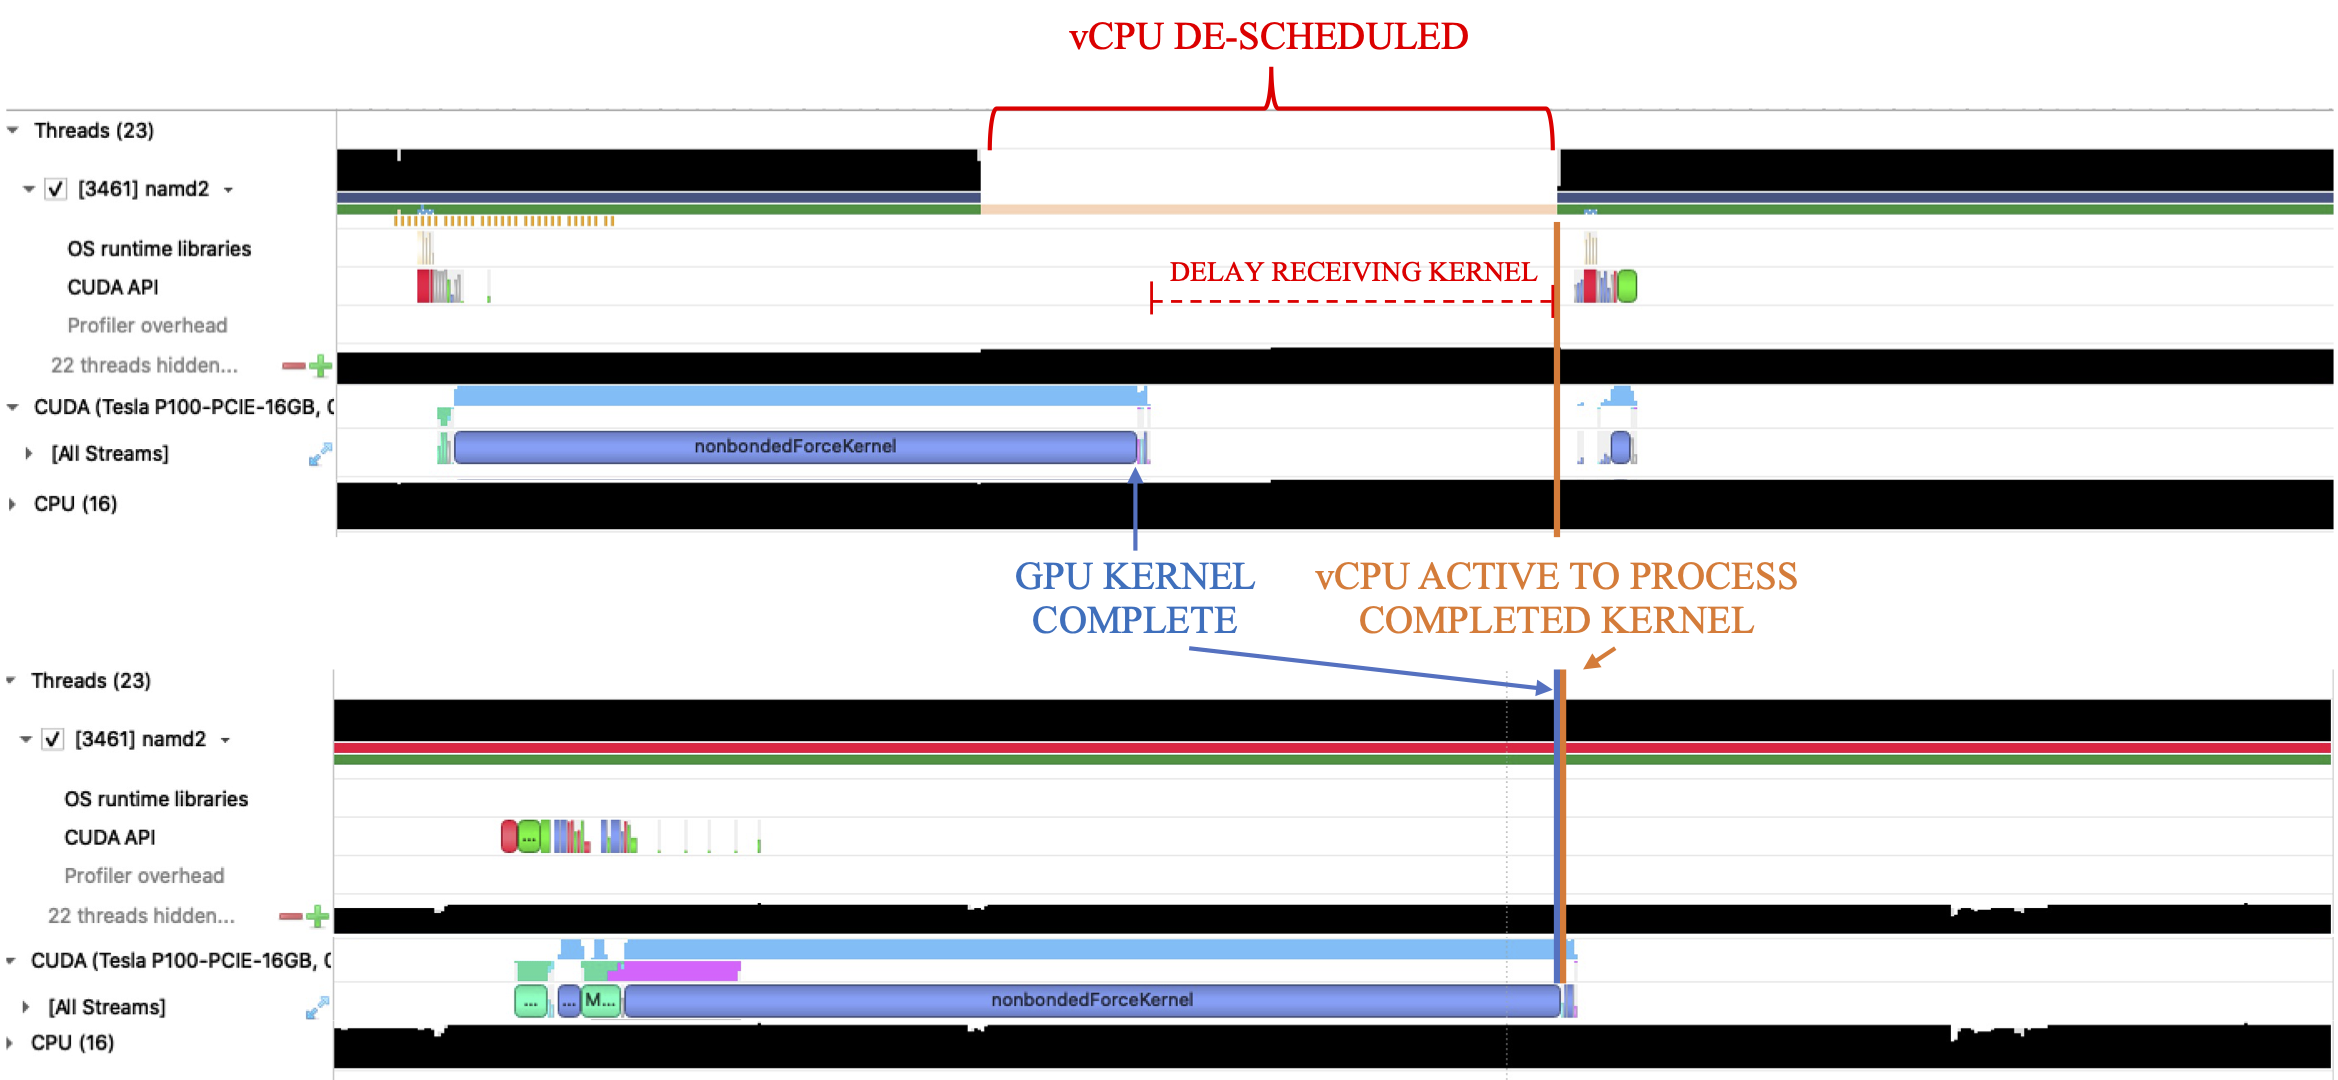 vCPU DE-SCHEDULED
Threads (23)
[3461] namd2
OS runtime libraries
CUDA API
DELAY RECEIVING KERNEL
Profiler overhead
22 threads hidden...
CUDA (Tesla P100-PCIE-16GB, 0
[All Streams]
nonbondedForceKernel
CPU (16)
GPU KERNEL
COMPLETE
vCPU ACTIVE TO PROCESS
COMPLETED KERNEL
Threads (23)
[3461] namd2
OS runtime libraries
CUDA API
...
Profiler overhead
22 threads hidden...
CUDA (Tesla P100-PCIE-16GB, 0
[All Streams]
... ... M... nonbondedForceKernel
CPU (16)